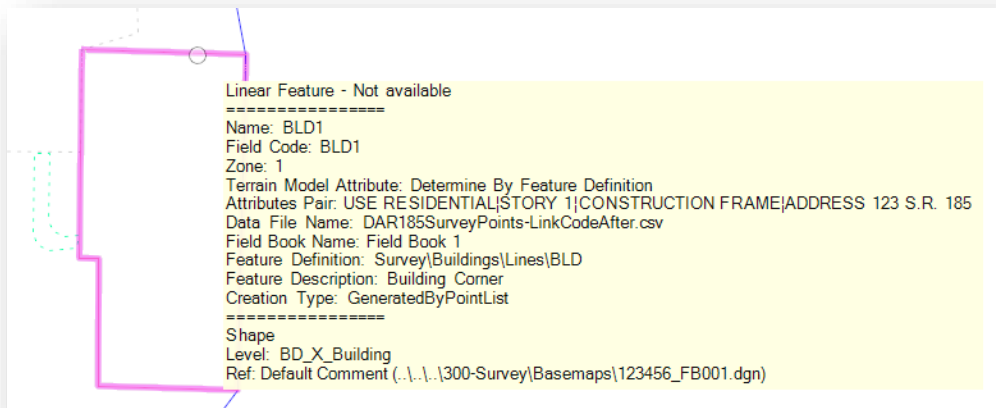 Linear Feature - Not available
================
Name: BLD1
Field Code: BLD1
Zone: 1
Terrain Model Attribute: Determine By Feature Definition
Attributes Pair: USE RESIDENTIAL|STORY 1|CONSTRUCTION FRAME|ADDRESS 123 S.R. 185
Data File Name: DAR185SurveyPoints-LinkCodeAfter.csv
Field Book Name: Field Book 1
Feature Definition: Survey\Buildings\Lines\BLD
Feature Description: Building Corner
Creation Type: GeneratedByPointList
================
Shape
Level: BD_X_Building
Ref: Default Comment (..\..\..\300-Survey\Basemaps\123456_FB001.dgn)